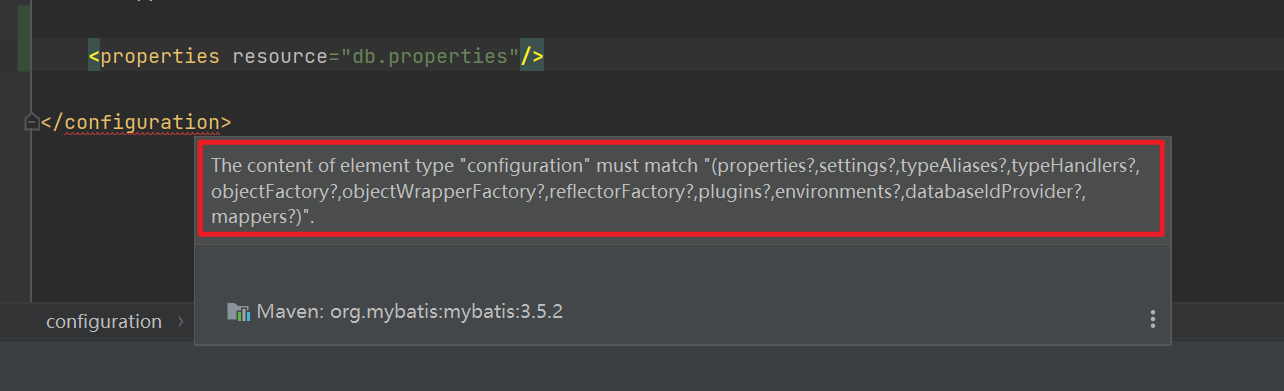 <properties resource="db.properties"/>
</configuration>
The content of element type "configuration" must match "(properties?,settings?,typeAliases?,typeHandlers?,
objectFactory?,objectWrapperFactory?,reflectorFactory?,plugins?,environments?,databaseIdProvider?,
mappers?)".
Maven: org.mybatis:mybatis:3.5.2
configuration